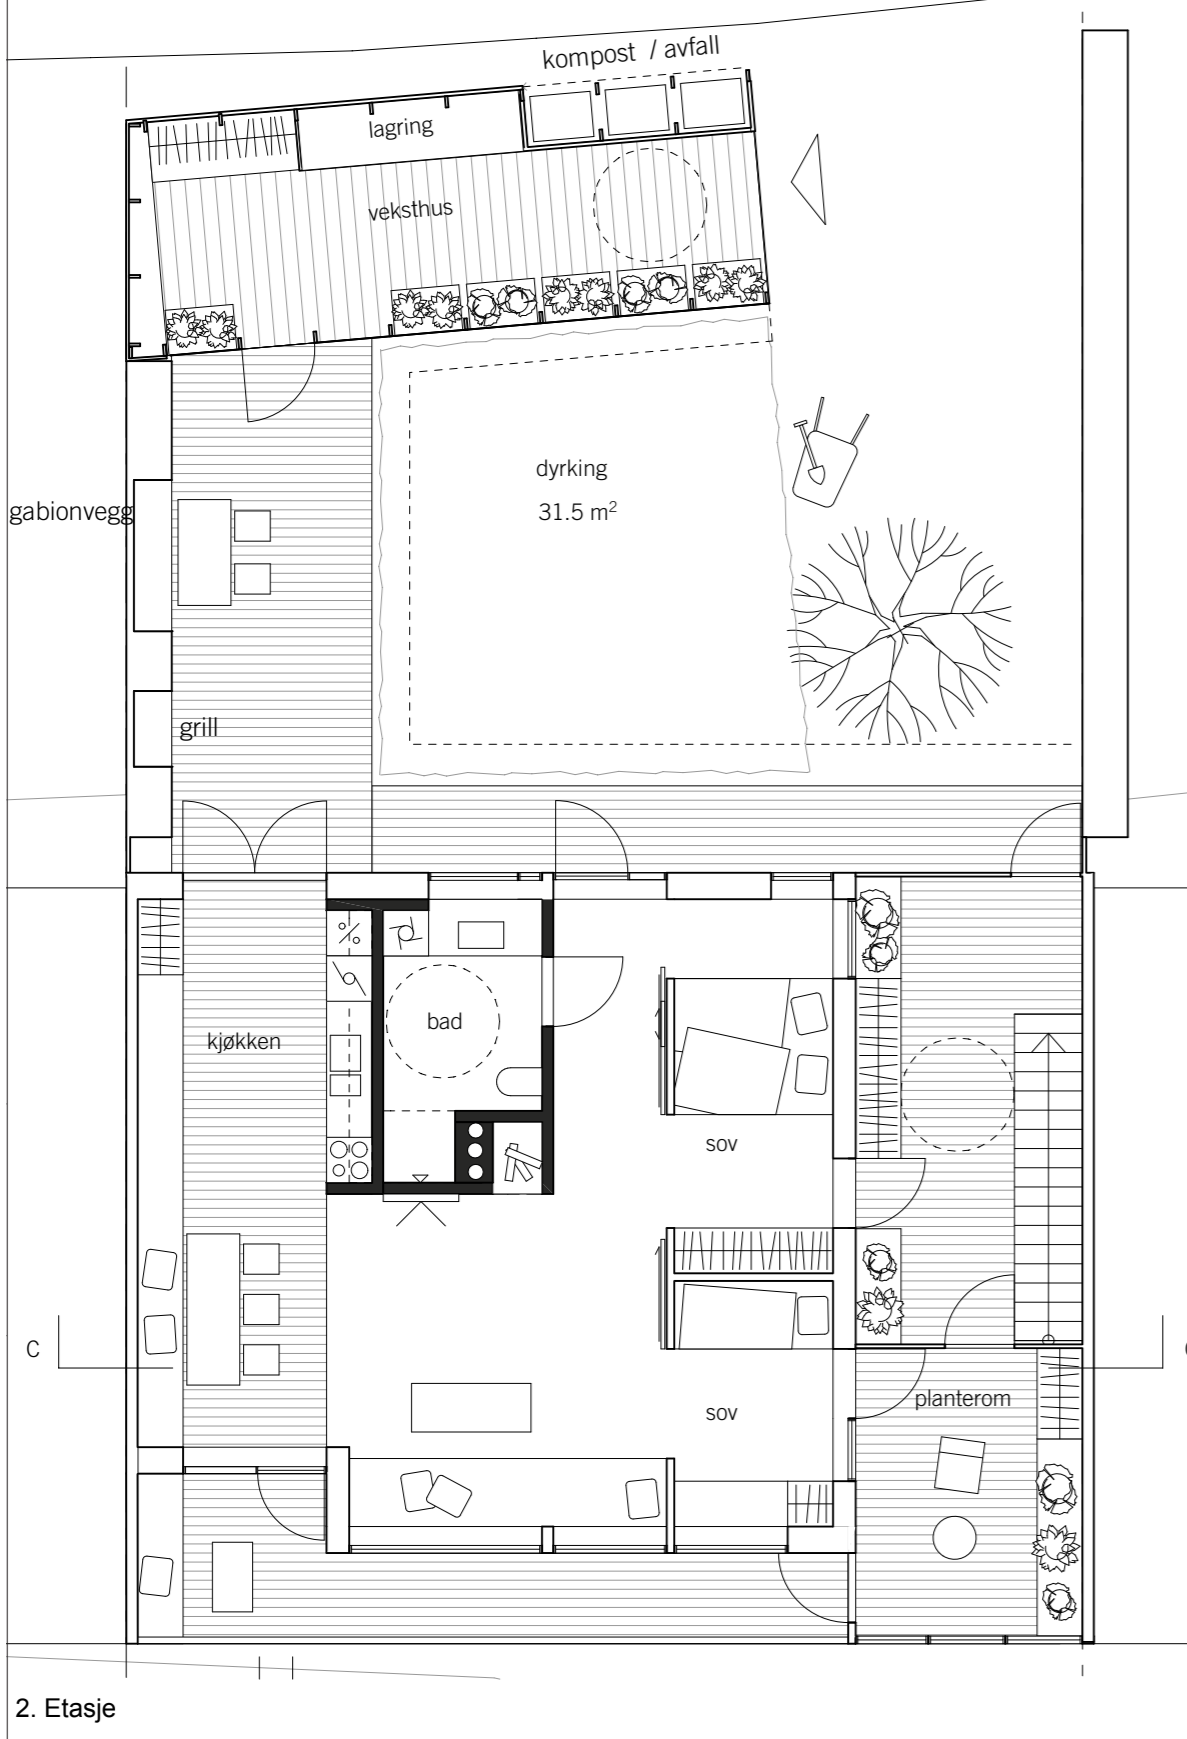 kompost / avfall
lagring
veksthus
dyrking
31.5 m²
gabionvegg
grill
kjøkken
bad
sov
C
planterom
sov
2. Etasje